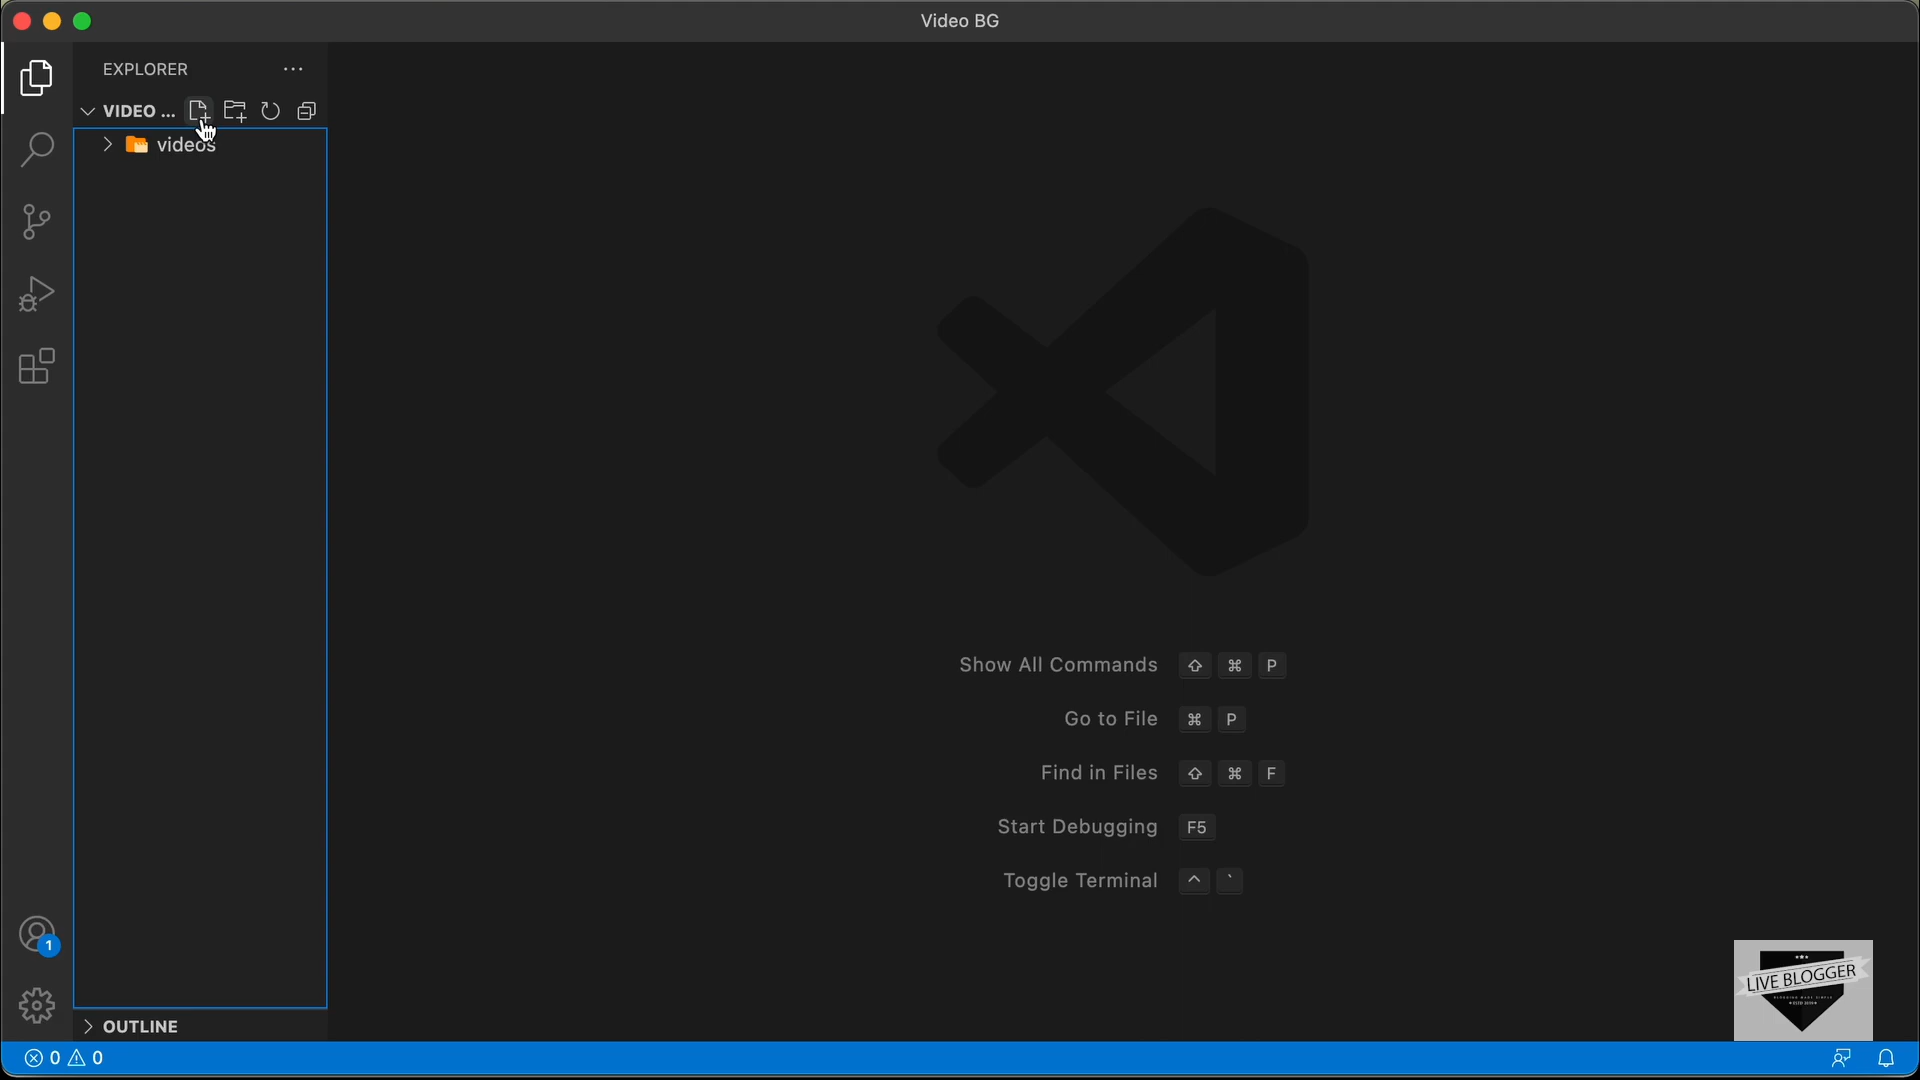 Video BG
EXPLORER
VIDEO ...
videos
Show All Commands ⇧ ⌘ P
Go to File ⌘ P
Find in Files ⇧ ⌘ F
Start Debugging F5
Toggle Terminal ^ `
1
OUTLINE
LIVE BLOGGER
0 0